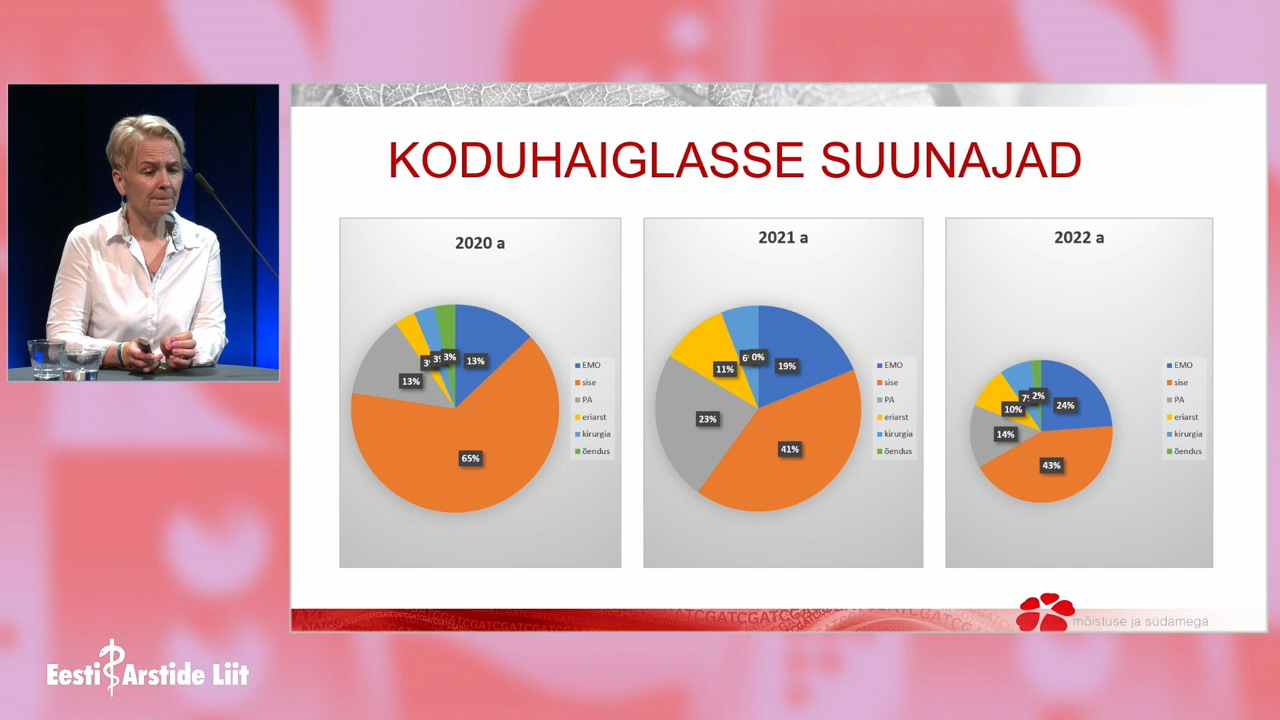 KODUHAIGLASSE SUUNAJAD
2020 a
3%
3%
13%
13%
65%
EMO
sise
PA
eriarst
kirurgia
õendus
2021 a
0%
11%
19%
23%
41%
EMO
sise
PA
eriarst
kirurgia
õendus
2022 a
2%
10%
24%
14%
43%
EMO
sise
PA
eriarst
kirurgia
õendus
mõistuse ja südamega
Eesti Arstide Liit